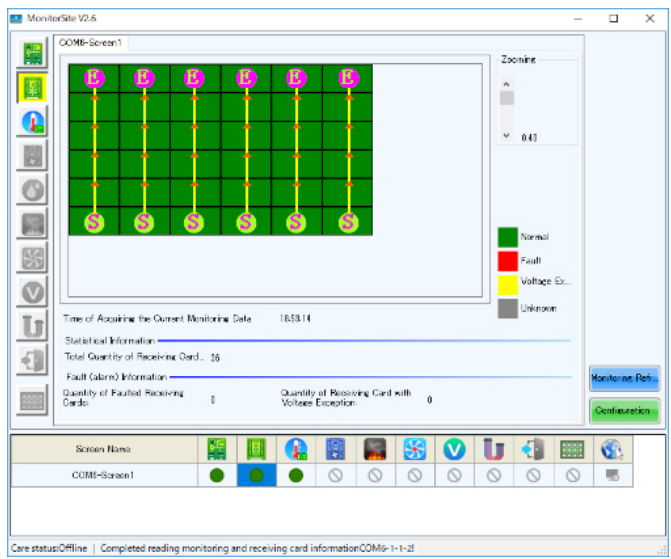 MonitorSite V2.6
COM6-Screen1
Zooming
E E E E E E
0.40
S S S S S S
Normal
Fault
Voltage Ex...
Unknown
Time of Acquiring the Current Monitoring Data 18:53:14
Statistical Information
Total Quantity of Receiving Card... 36
Fault (alarm) Information
Monitoring Refr...
Quantity of Faulted Receiving
Cards: 0
Quantity of Receiving Card with
Voltage Exception: 0
Configuration
Screen Name
COM6-Screen1
Care status:Offline | Completed reading monitoring and receiving card informationCOM6-1-1-2!